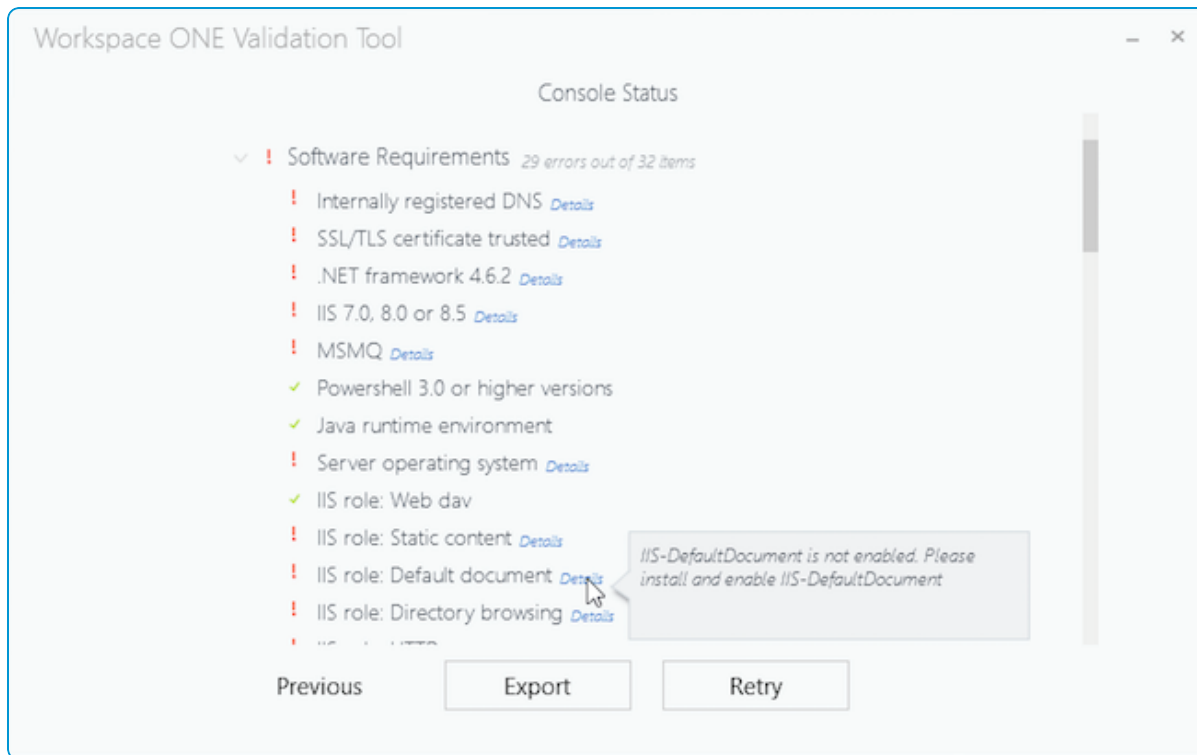 Workspace ONE Validation Tool
Console Status
Software Requirements 29 errors out of 32 items
Internally registered DNS Details
SSL/TLS certificate trusted Details
.NET framework 4.6.2 Details
IIS 7.0, 8.0 or 8.5 Details
MSMQ Details
Powershell 3.0 or higher versions
Java runtime environment
Server operating system Details
IIS role: Web dav
IIS role: Static content Details
IIS role: Default document Details
IIS-DefaultDocument is not enabled. Please
install and enable IIS-DefaultDocument
IIS role: Directory browsing Details
Previous
Export
Retry